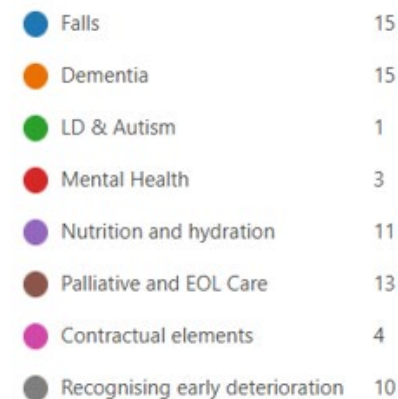 Falls 15
Dementia 15
LD & Autism 1
Mental Health 3
Nutrition and hydration 11
Palliative and EOL Care 13
Contractual elements 4
Recognising early deterioration 10